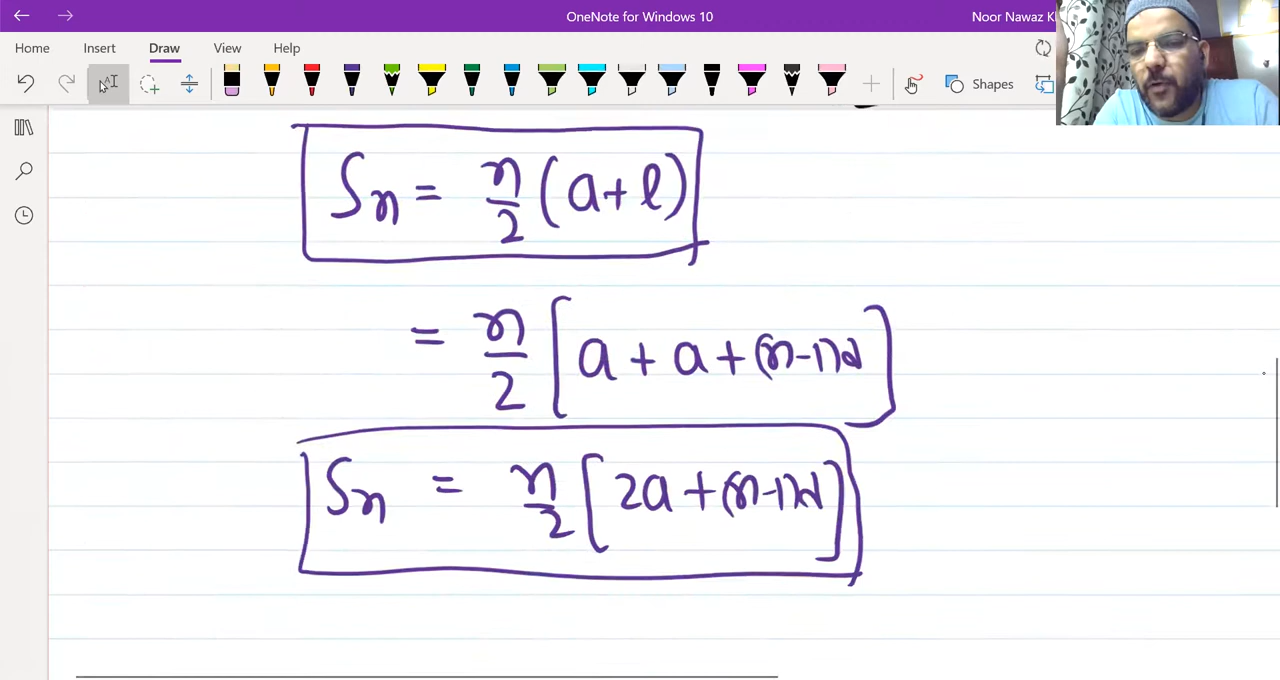 OneNote for Windows 10
Noor Nawaz K
Home Insert Draw View Help
Shapes
Sn = n/2 (a+l)
= n/2 [a + a + (n-1)d]
Sn = n/2 [2a + (n-1)d]